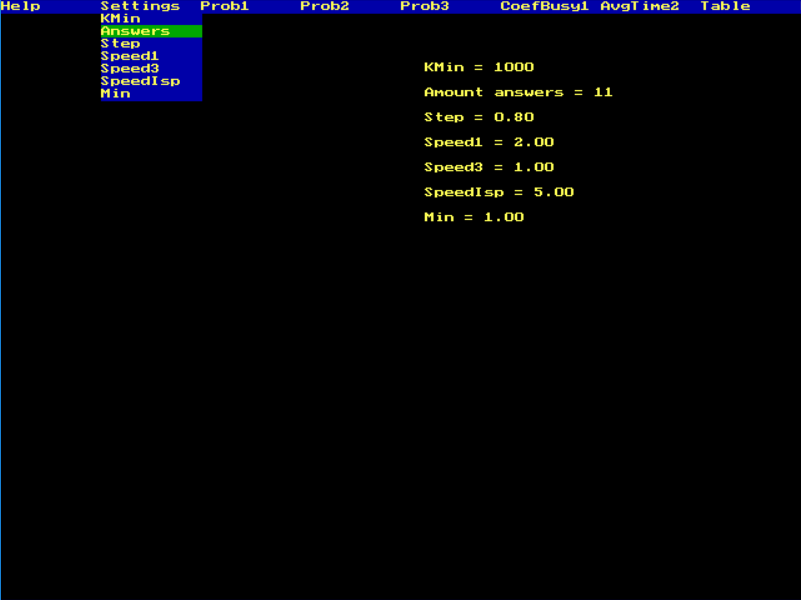 Help Settings Prob1 Prob2 Prob3 CoefBusy1 AvgTime2 Table
KMin
Answers
Step
Speed1
Speed3
SpeedIsp
Min
KMin = 1000
Amount answers = 11
Step = 0.80
Speed1 = 2.00
Speed3 = 1.00
SpeedIsp = 5.00
Min = 1.00